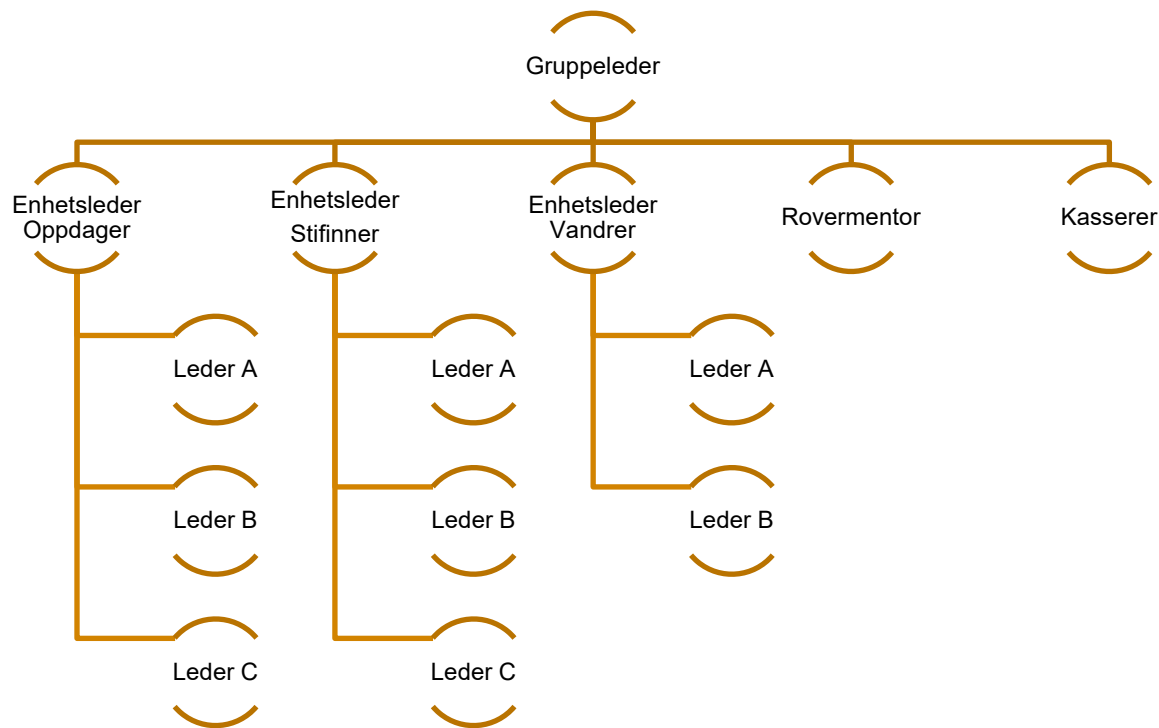 Gruppeleder
Enhetsleder
Oppdager
Enhetsleder
Stifinner
Enhetsleder
Vandrer
Rovermentor
Kasserer
Leder A
Leder A
Leder A
Leder B
Leder B
Leder B
Leder C
Leder C